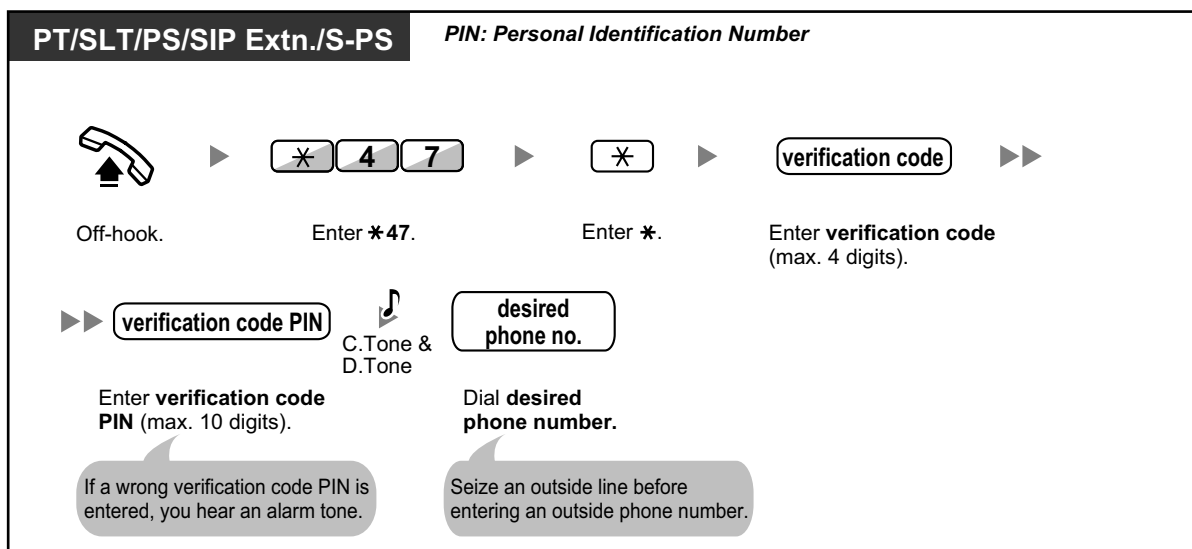 PT/SLT/PS/SIP Extn./S-PS
PIN: Personal Identification Number
* 4 7
*
verification code
Off-hook.
Enter *47.
Enter *.
Enter verification code
(max. 4 digits).
verification code PIN
C.Tone &
D.Tone
desired
phone no.
Enter verification code
PIN (max. 10 digits).
Dial desired
phone number.
If a wrong verification code PIN is
entered, you hear an alarm tone.
Seize an outside line before
entering an outside phone number.